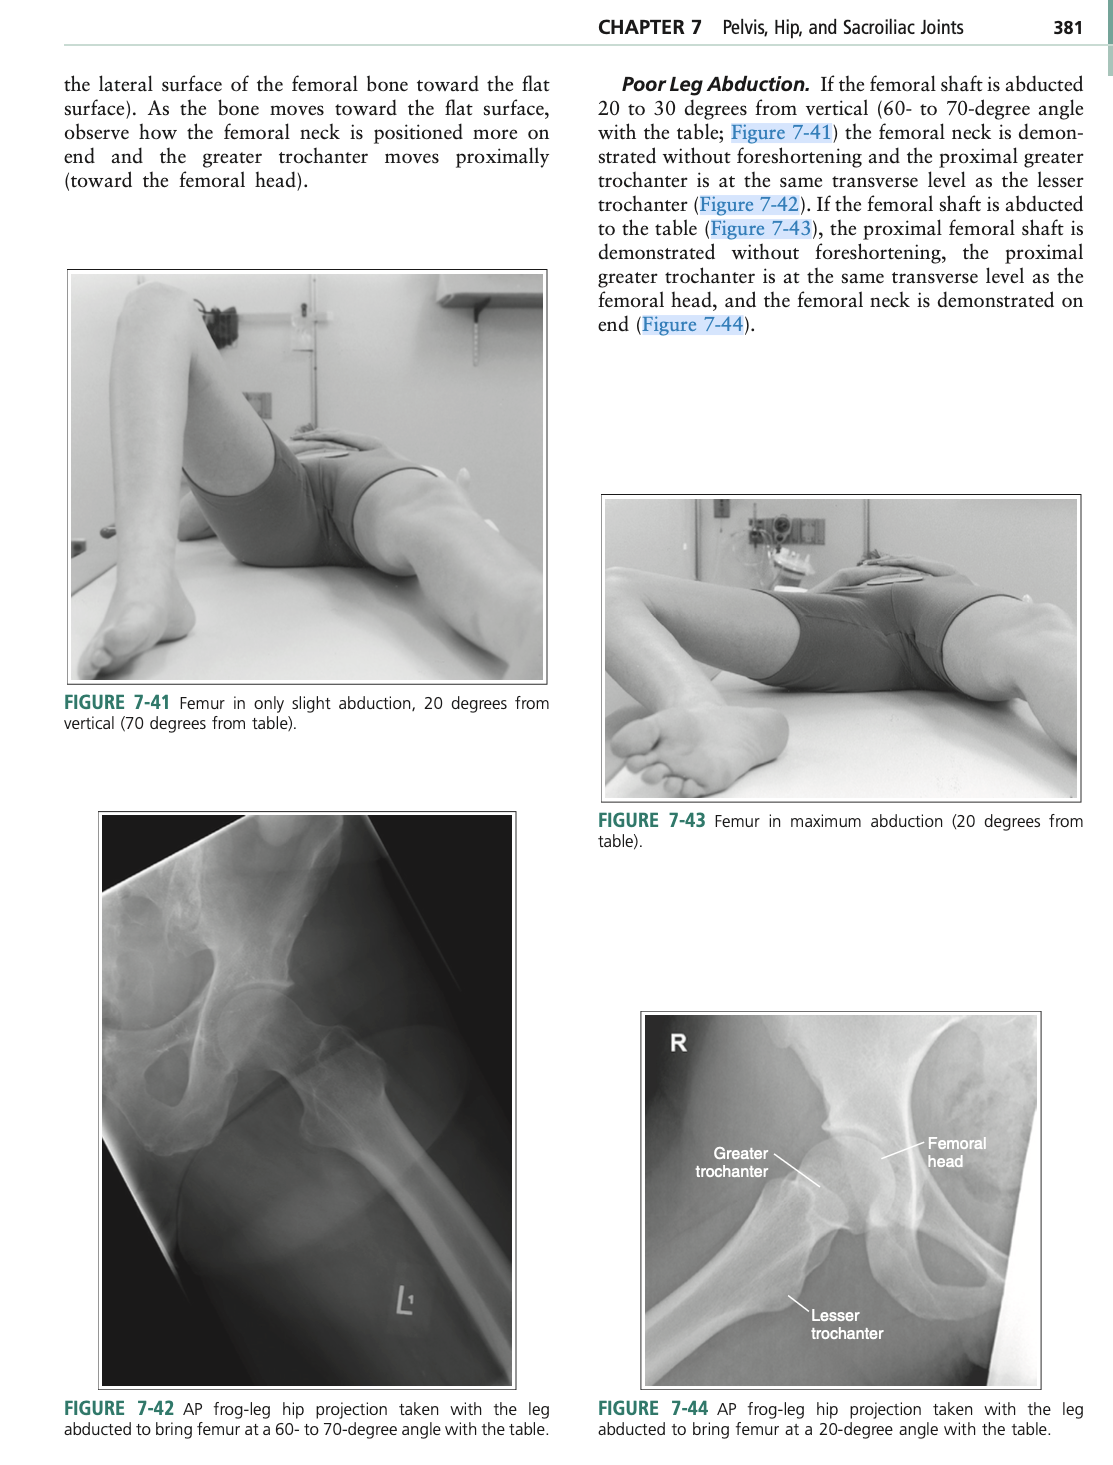 CHAPTER 7 Pelvis, Hip, and Sacroiliac Joints 381
the lateral surface of the femoral bone toward the flat
surface). As the bone moves toward the flat surface,
observe how the femoral neck is positioned more on
end and the greater trochanter moves proximally
(toward the femoral head).
FIGURE 7-41 Femur in only slight abduction, 20 degrees from
vertical (70 degrees from table).
L1
FIGURE 7-42 AP frog-leg hip projection taken with the leg
abducted to bring femur at a 60- to 70-degree angle with the table.
Poor Leg Abduction. If the femoral shaft is abducted
20 to 30 degrees from vertical (60- to 70-degree angle
with the table; Figure 7-41) the femoral neck is demon-
strated without foreshortening and the proximal greater
trochanter is at the same transverse level as the lesser
trochanter (Figure 7-42). If the femoral shaft is abducted
to the table (Figure 7-43), the proximal femoral shaft is
demonstrated without foreshortening, the proximal
greater trochanter is at the same transverse level as the
femoral head, and the femoral neck is demonstrated on
end (Figure 7-44).
FIGURE 7-43 Femur in maximum abduction (20 degrees from
table).
R
Greater
trochanter
Femoral
head
Lesser
trochanter
FIGURE 7-44 AP frog-leg hip projection taken with the leg
abducted to bring femur at a 20-degree angle with the table.